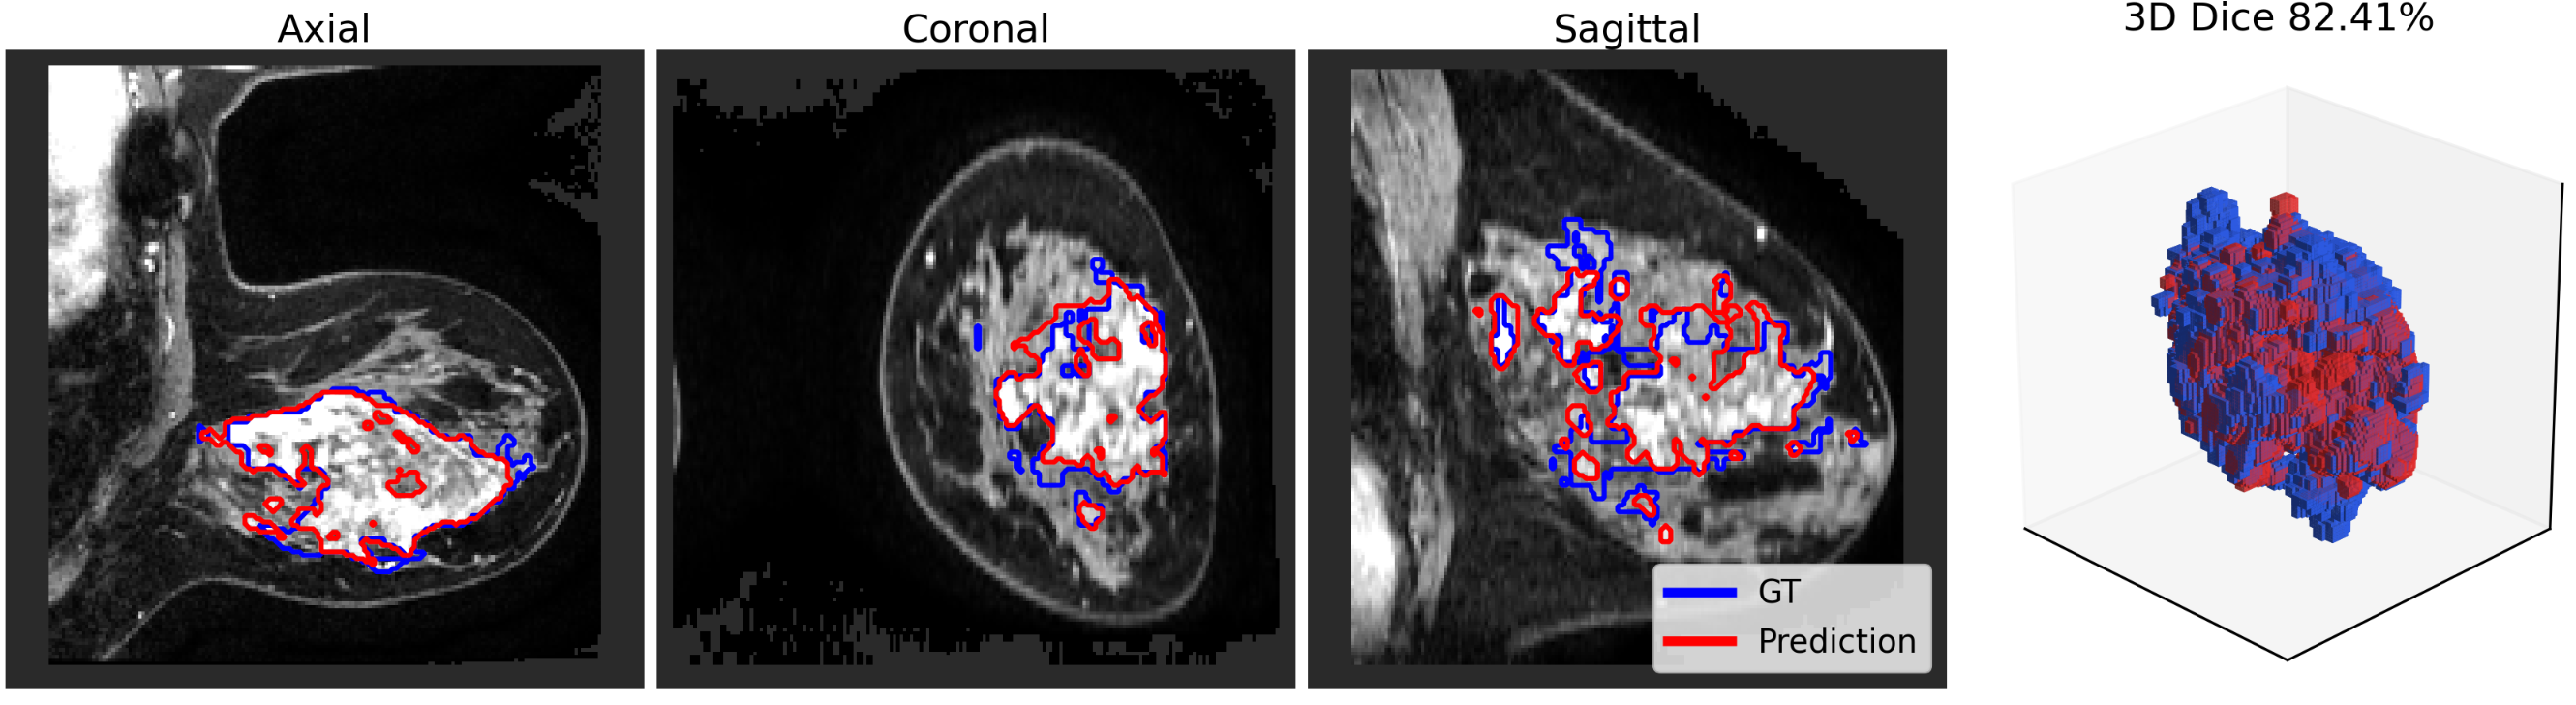 Axial
Coronal
Sagittal
3D Dice 82.41%
GT
Prediction